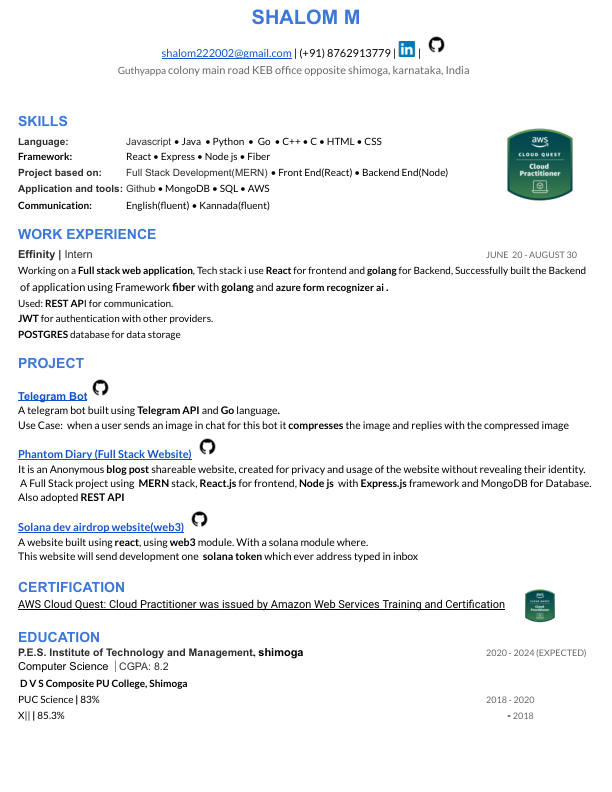 SHALOM M
shalom222002@gmail.com | (+91) 8762913779 | in |
Guthyappa colony main road KEB office opposite shimoga, karnataka, India
SKILLS
Language: Javascript • Java • Python • Go • C++ • C • HTML • CSS
Framework: React • Express • Node js • Fiber
Project based on: Full Stack Development(MERN) • Front End(React) • Backend End(Node)
Application and tools: Github • MongoDB • SQL • AWS
Communication: English(fluent) • Kannada(fluent)
aws
CLOUD QUEST
Cloud
Practitioner
WORK EXPERIENCE
Effinity | Intern JUNE 20 - AUGUST 30
Working on a Full stack web application, Tech stack i use React for frontend and golang for Backend, Successfully built the Backend
of application using Framework fiber with golang and azure form recognizer ai .
Used: REST API for communication.
JWT for authentication with other providers.
POSTGRES database for data storage
PROJECT
Telegram Bot
A telegram bot built using Telegram API and Go language.
Use Case: when a user sends an image in chat for this bot it compresses the image and replies with the compressed image
Phantom Diary (Full Stack Website)
It is an Anonymous blog post shareable website, created for privacy and usage of the website without revealing their identity.
A Full Stack project using MERN stack, React.js for frontend, Node js with Express.js framework and MongoDB for Database.
Also adopted REST API
Solana dev airdrop website(web3)
A website built using react, using web3 module. With a solana module where.
This website will send development one solana token which ever address typed in inbox
CERTIFICATION
AWS Cloud Quest: Cloud Practitioner was issued by Amazon Web Services Training and Certification
aws
Cloud
Practitioner
EDUCATION
P.E.S. Institute of Technology and Management, shimoga 2020 - 2024 (EXPECTED)
Computer Science | CGPA: 8.2
D V S Composite PU College, Shimoga
PUC Science | 83% 2018 - 2020
X|| | 85.3% - 2018